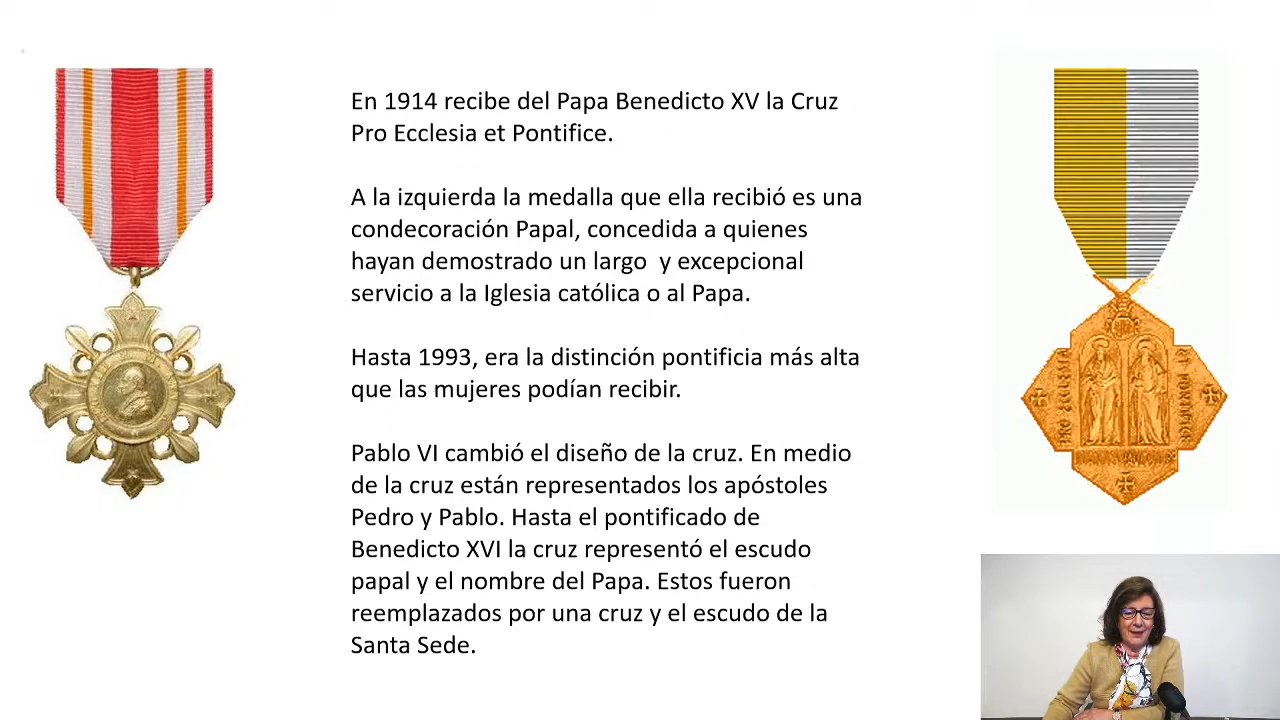 En 1914 recibe del Papa Benedicto XV la Cruz
Pro Ecclesia et Pontifice.
A la izquierda la medalla que ella recibió es una
condecoración Papal, concedida a quienes
hayan demostrado un largo  y excepcional
servicio a la Iglesia católica o al Papa.
Hasta 1993, era la distinción pontificia más alta
que las mujeres podían recibir.
Pablo VI cambió el diseño de la cruz. En medio
de la cruz están representados los apóstoles
Pedro y Pablo. Hasta el pontificado de
Benedicto XVI la cruz representó el escudo
papal y el nombre del Papa. Estos fueron
reemplazados por una cruz y el escudo de la
Santa Sede.
PRO ECLESIA